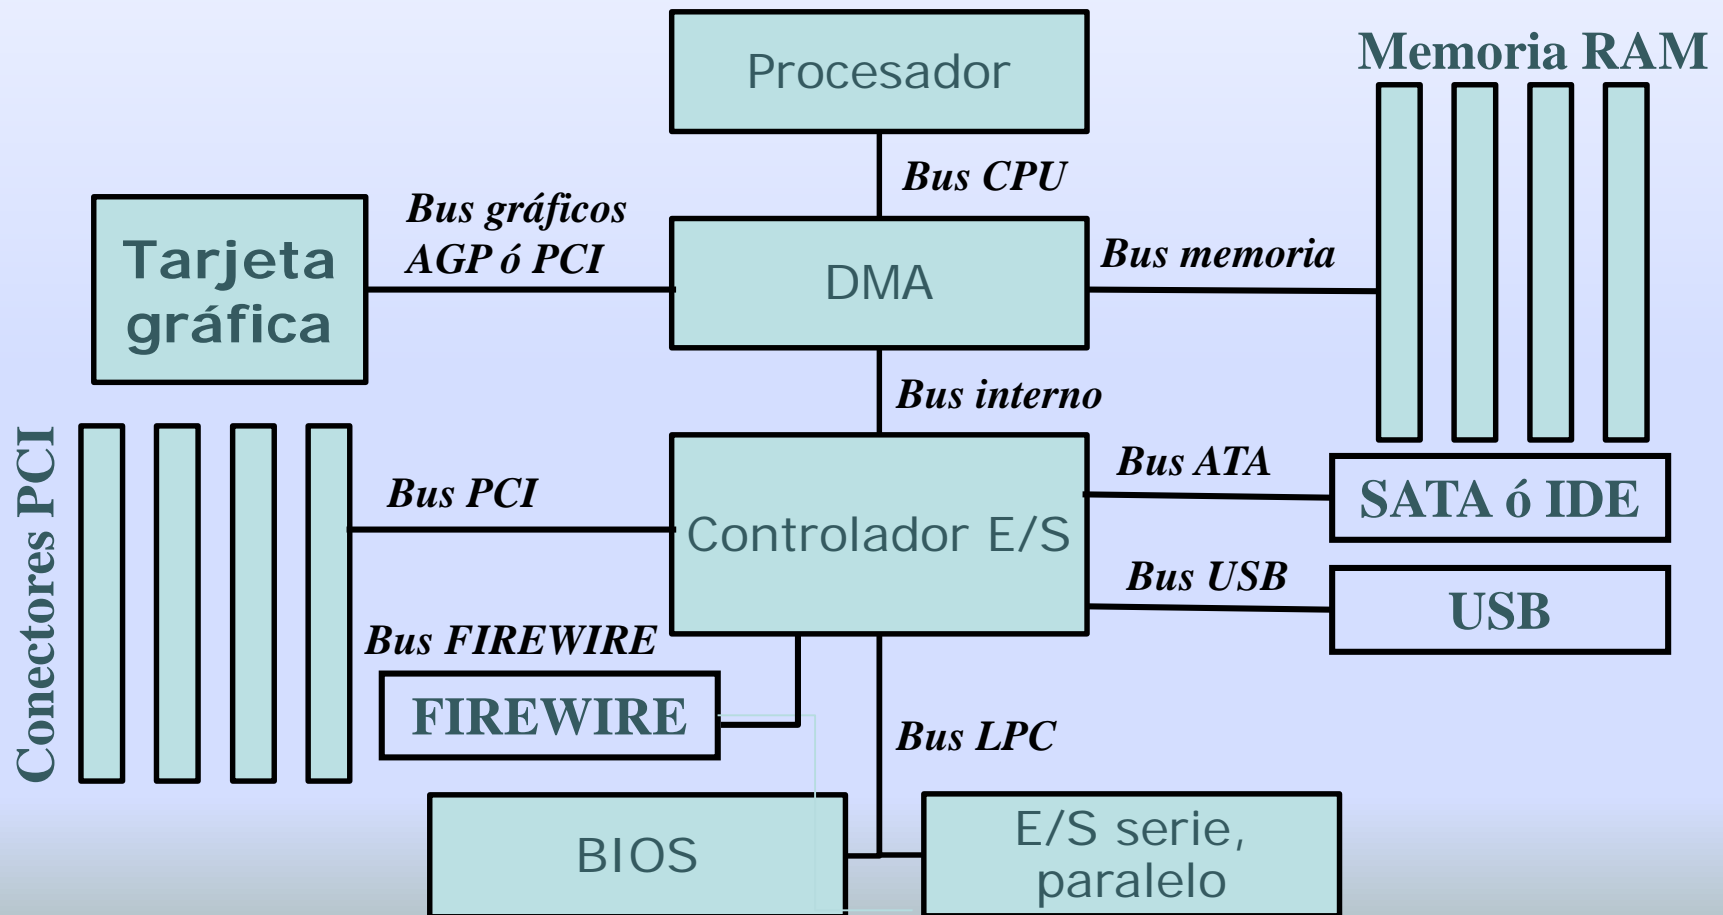 Procesador
Memoria RAM
Bus CPU
Bus gráficos
AGP ó PCI
Tarjeta
gráfica
DMA
Bus memoria
Bus interno
Conectores PCI
Bus PCI
Controlador E/S
Bus ATA
SATA ó IDE
Bus USB
USB
Bus FIREWIRE
FIREWIRE
Bus LPC
BIOS
E/S serie,
paralelo